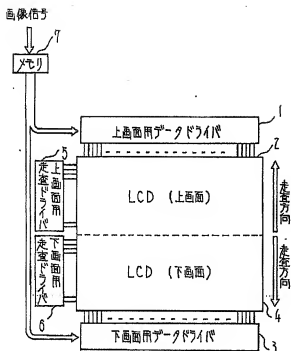 画像信号
7
メモリ
1
上画面用データドライバ
2
5
上画面用
走査ドライバ
LCD (上画面)
走査方向
下画面用
走査ドライバ
LCD (下画面)
走査方向
6
4
下画面用データドライバ
3